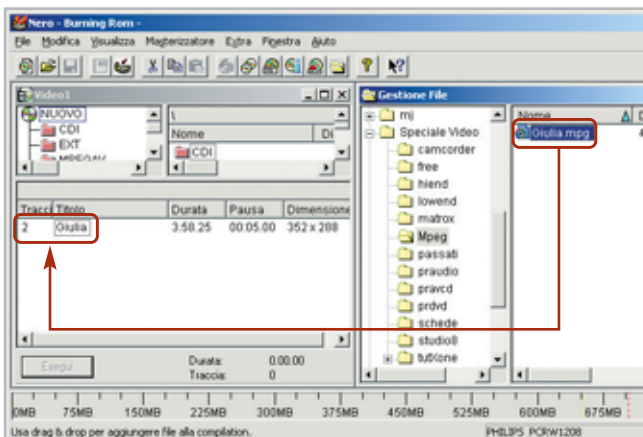 Nero - Burning Rom -
File Modifica Visualizza Masterizzatore Extra Finestra Aiuto
Video1
NUOVO
CDI
EXT
MPEGAV
\
Nome Di
CDI
Tracci Titolo Durata Pausa Dimensione
2 Giulia 3.58.25 00:05.00 352 x 288
Esegui
Durata: 0.00.00
Traccia: 0
Gestione File
mj
Speciale Video
camcorder
free
hiend
lowend
matrox
Mpeg
passati
praudio
pravcd
prdvd
schede
studio8
Nome D
Giulia.mpg 4
0MB 75MB 150MB 225MB 300MB 375MB 450MB 525MB 600MB 675MB
Usa drag & drop per aggiungere file alla compilation. PHILIPS PCRW1208